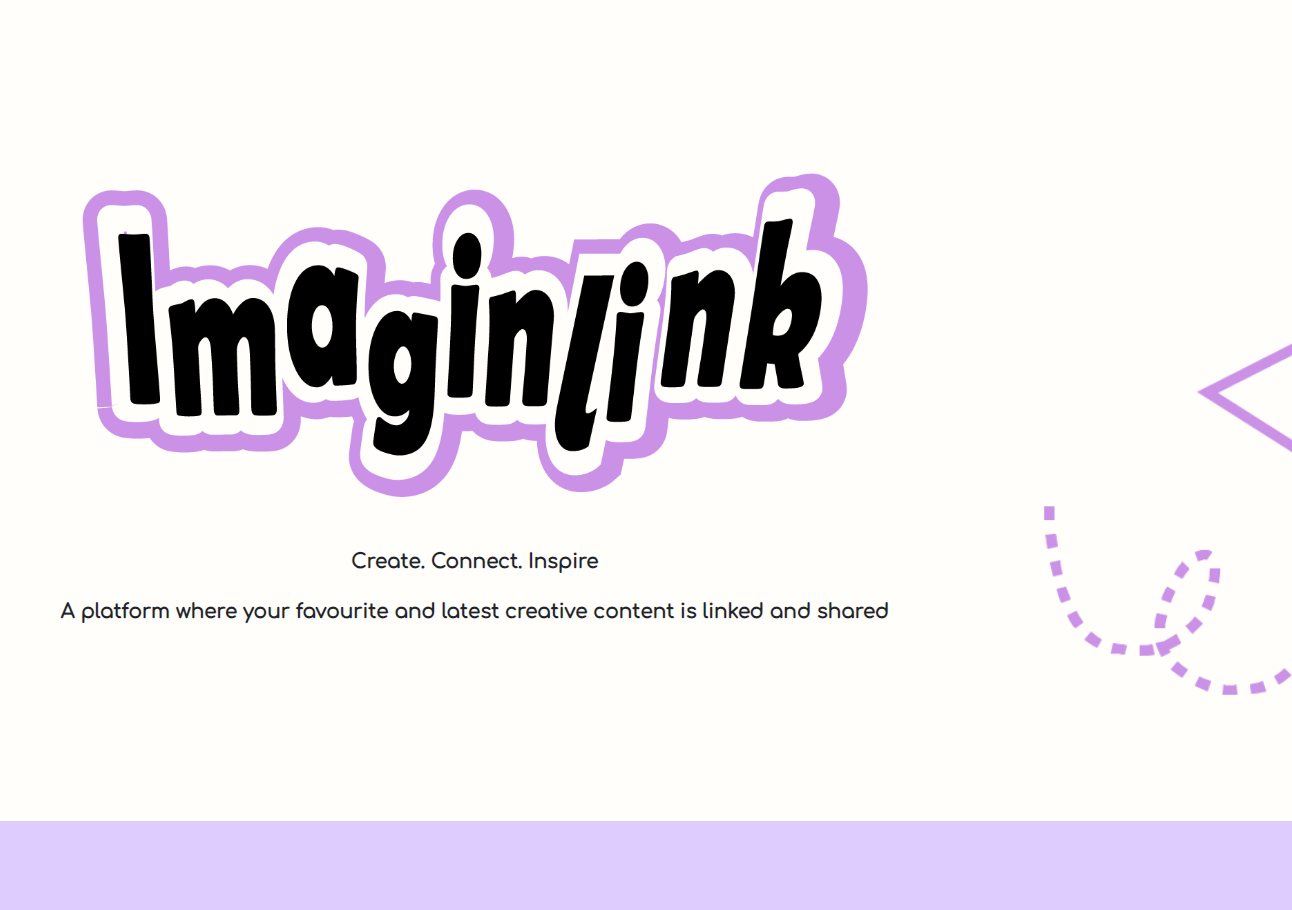 Imaginlink
Create. Connect. Inspire
A platform where your favourite and latest creative content is linked and shared